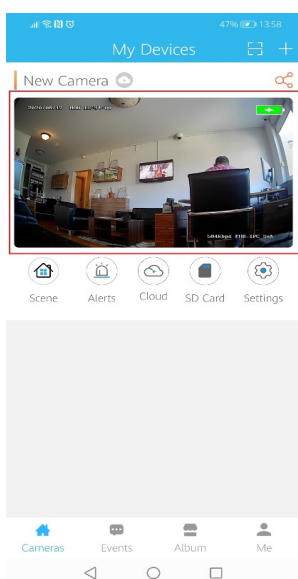 47% 13:58
My Devices
New Camera
Scene
Alerts
Cloud
SD Card
Settings
Cameras
Events
Album
Me